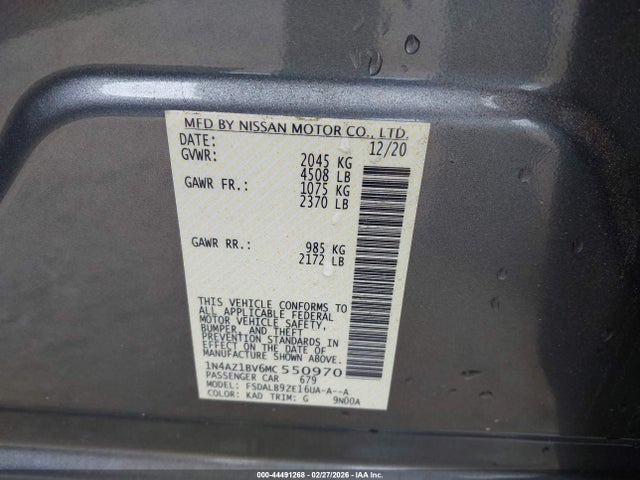 MFD BY NISSAN MOTOR CO., LTD.
DATE: 12/20
GVWR: 2045 KG
4508 LB
GAWR FR.: 1075 KG
2370 LB
GAWR RR.: 985 KG
2172 LB
THIS VEHICLE CONFORMS TO
ALL APPLICABLE FEDERAL
MOTOR VEHICLE SAFETY,
BUMPER, AND THEFT
PREVENTION STANDARDS IN
EFFECT ON THE DATE OF
MANUFACTURE SHOWN ABOVE.
1N4AZ1BV6MC550970
PASSENGER CAR 679
MODEL: FSDALB92E16UA-A--A
COLOR: KAD TRIM: G 9N00A
000-44491268 - 02/27/2026 - IAA Inc.